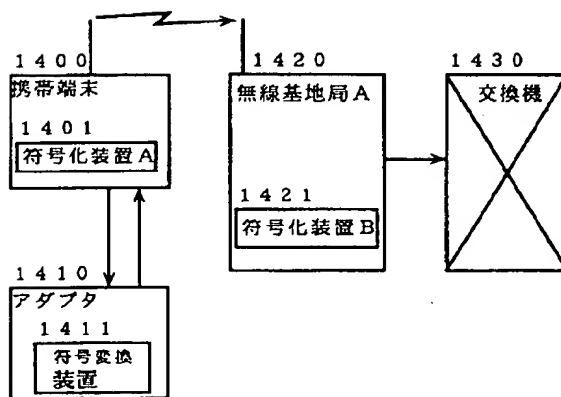 1400
携帯端末
1401
符号化装置A
1420
無線基地局A
1421
符号化装置B
1430
交換機
1410
アダプタ
1411
符号変換
装置